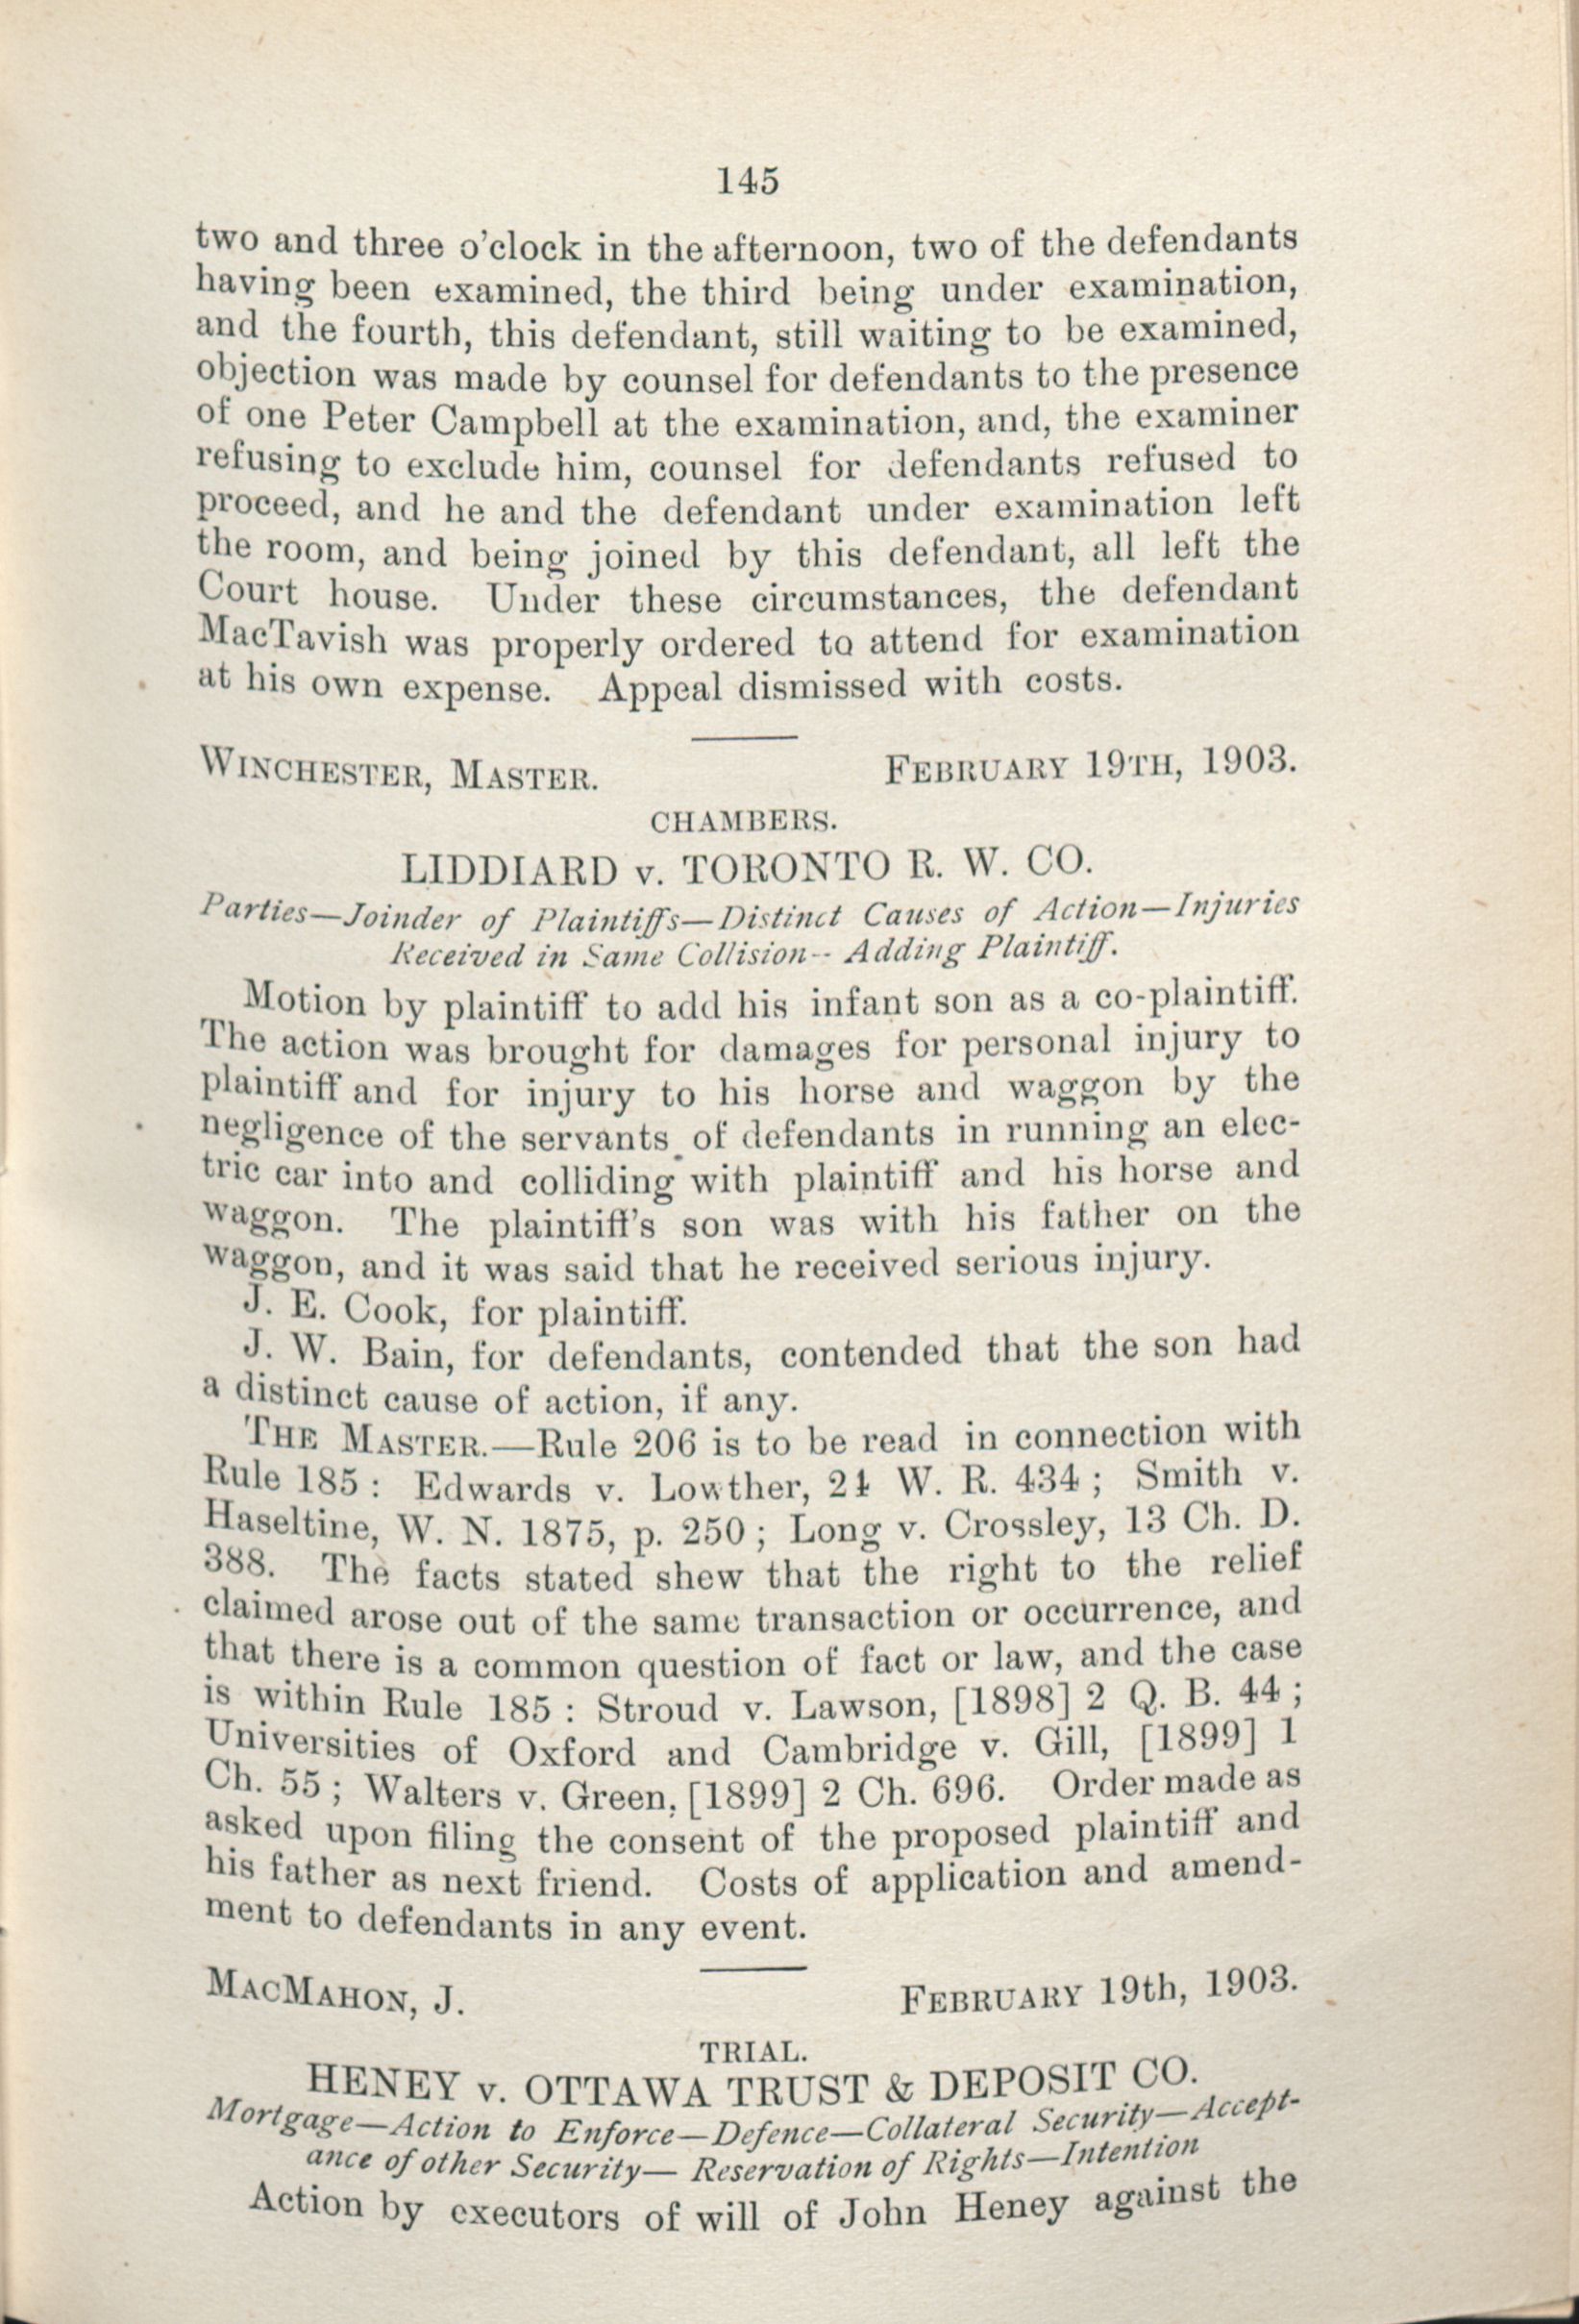 145
two and three o'clock in the afternoon, two of the defendants
having been examined, the third being under examination,
and the fourth, this defendant, still waiting to be examined,
objection was made by counsel for defendants to the presence
of one Peter Campbell at the examination, and, the examiner
refusing to exclude him, counsel for defendants refused to
proceed, and he and the defendant under examination left
the room, and being joined by this defendant, all left the
Court house. Under these circumstances, the defendant
MacTavish was properly ordered to attend for examination
at his own expense. Appeal dismissed with costs.
WINCHESTER, MASTER. FEBRUARY 19TH, 1903.
CHAMBERS.
LIDDIARD v. TORONTO R. W. CO.
Parties—Joinder of Plaintiffs—Distinct Causes of Action—Injuries
Received in Same Collision-- Adding Plaintiff.
Motion by plaintiff to add his infant son as a co-plaintiff.
The action was brought for damages for personal injury to
plaintiff and for injury to his horse and waggon by the
negligence of the servants of defendants in running an elec-
tric car into and colliding with plaintiff and his horse and
waggon. The plaintiff's son was with his father on the
waggon, and it was said that he received serious injury.
J. E. Cook, for plaintiff.
J. W. Bain, for defendants, contended that the son had
a distinct cause of action, if any.
THE MASTER.—Rule 206 is to be read in connection with
Rule 185 : Edwards v. Lowther, 24 W. R. 434 ; Smith v.
Haseltine, W. N. 1875, p. 250 ; Long v. Crossley, 13 Ch. D.
388. The facts stated shew that the right to the relief
claimed arose out of the same transaction or occurrence, and
that there is a common question of fact or law, and the case
is within Rule 185 : Stroud v. Lawson, [1898] 2 Q. B. 44 ;
Universities of Oxford and Cambridge v. Gill, [1899] 1
Ch. 55 ; Walters v. Green, [1899] 2 Ch. 696. Order made as
asked upon filing the consent of the proposed plaintiff and
his father as next friend. Costs of application and amend-
ment to defendants in any event.
MACMAHON, J. FEBRUARY 19th, 1903.
TRIAL.
HENEY v. OTTAWA TRUST & DEPOSIT CO.
Mortgage—Action to Enforce—Defence—Collateral Security—Accept-
ance of other Security— Reservation of Rights—Intention
Action by executors of will of John Heney against the